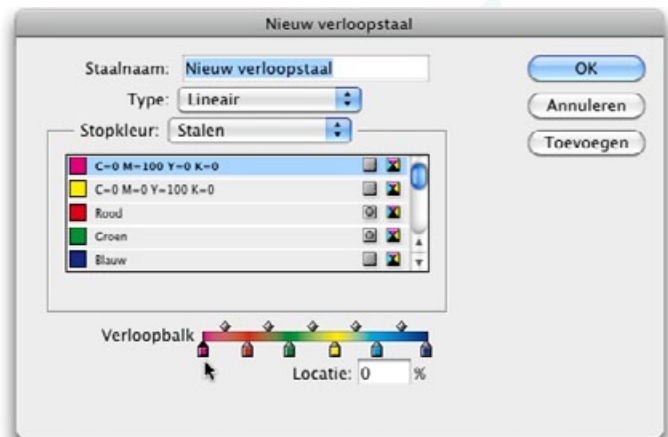 Nieuw verloopstaal
Staalnaam: Nieuw verloopstaal
OK
Type: Lineair
Annuleren
Stopkleur: Stalen
Toevoegen
C=0 M=100 Y=0 K=0
C=0 M=0 Y=100 K=0
Rood
Groen
Blauw
Verloopbalk
Locatie: 0 %